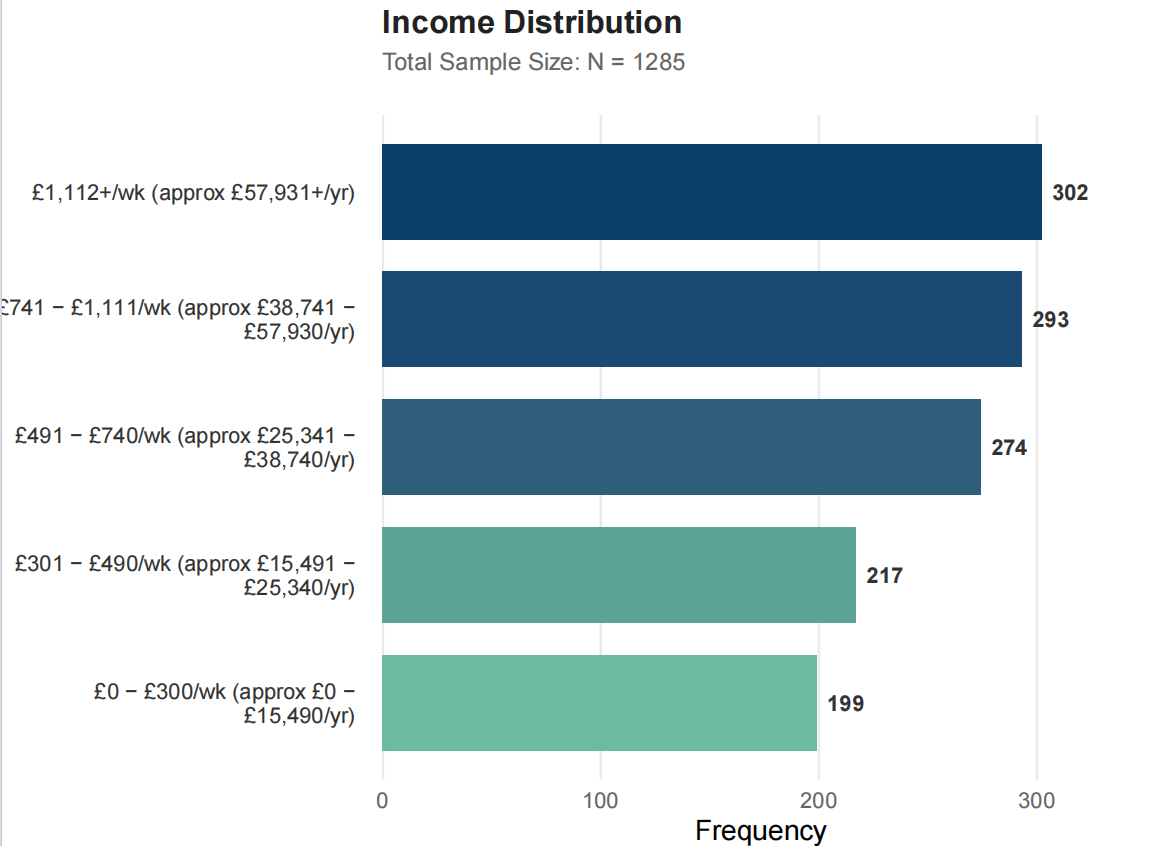 Income Distribution
Total Sample Size: N = 1285
£1,112+/wk (approx £57,931+/yr)
302
£741 − £1,111/wk (approx £38,741 −
£57,930/yr)
293
£491 − £740/wk (approx £25,341 −
£38,740/yr)
274
£301 − £490/wk (approx £15,491 −
£25,340/yr)
217
£0 − £300/wk (approx £0 −
£15,490/yr)
199
0 100 200 300
Frequency